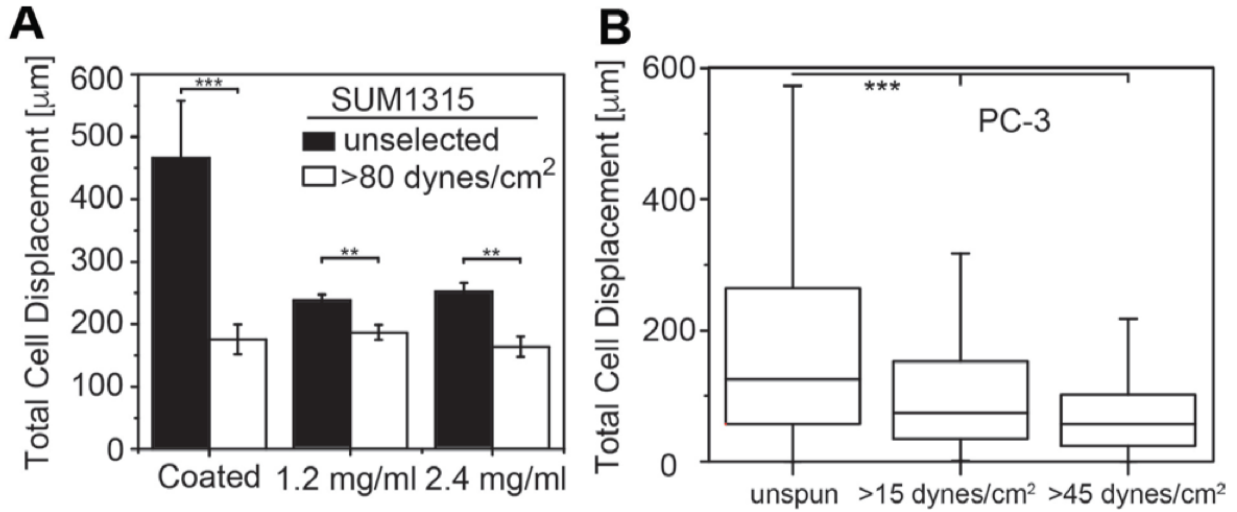 A
Total Cell Displacement [μm]
600
500
400
300
200
100
0
***
SUM1315
unselected
>80 dynes/cm²
**
**
Coated 1.2 mg/ml 2.4 mg/ml
B
Total Cell Displacement [μm]
600
400
200
0
***
PC-3
unspun >15 dynes/cm² >45 dynes/cm²